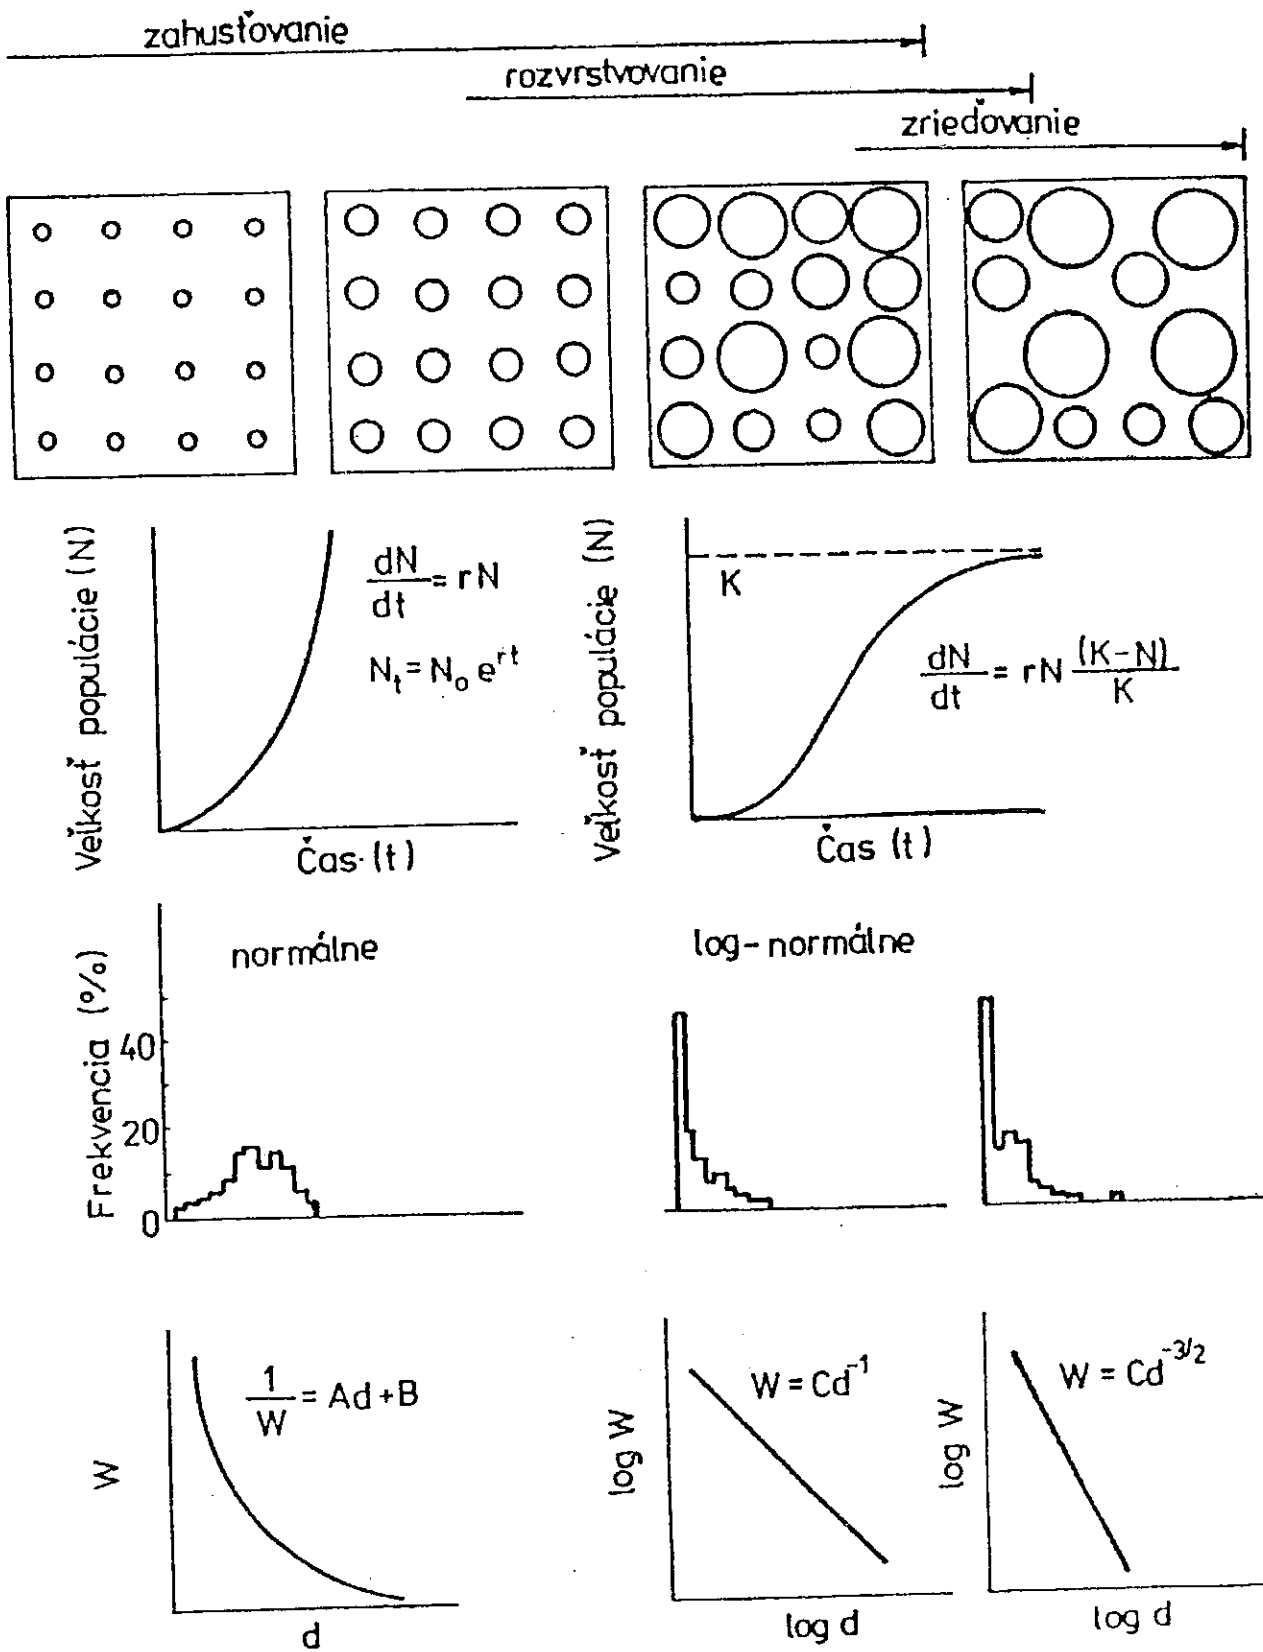 zahusťovanie
rozvrstvovanie
zrieďovanie
Veľkosť populácie (N)
dN/dt = rN
N_t = N_o e^{rt}
Čas (t)
Veľkosť populácie (N)
K
dN/dt = rN (K-N)/K
Čas (t)
Frekvencia (%)
40
20
0
normálne
log-normálne
W
1/W = Ad+B
d
log W
W = Cd^{-1}
log d
log W
W = Cd^{-3/2}
log d